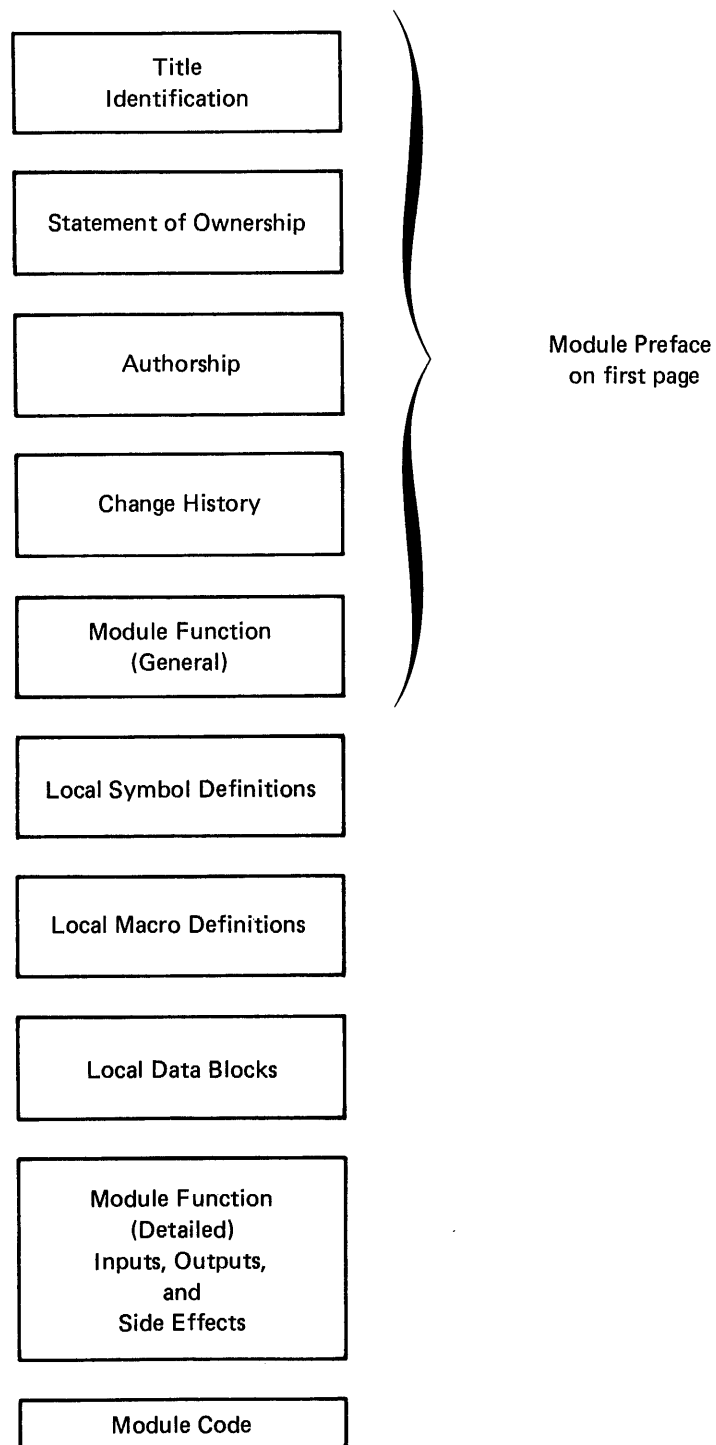 Title
Identification
Statement of Ownership
Authorship
Module Preface
on first page
Change History
Module Function
(General)
Local Symbol Definitions
Local Macro Definitions
Local Data Blocks
Module Function
(Detailed)
Inputs, Outputs,
and
Side Effects
Module Code